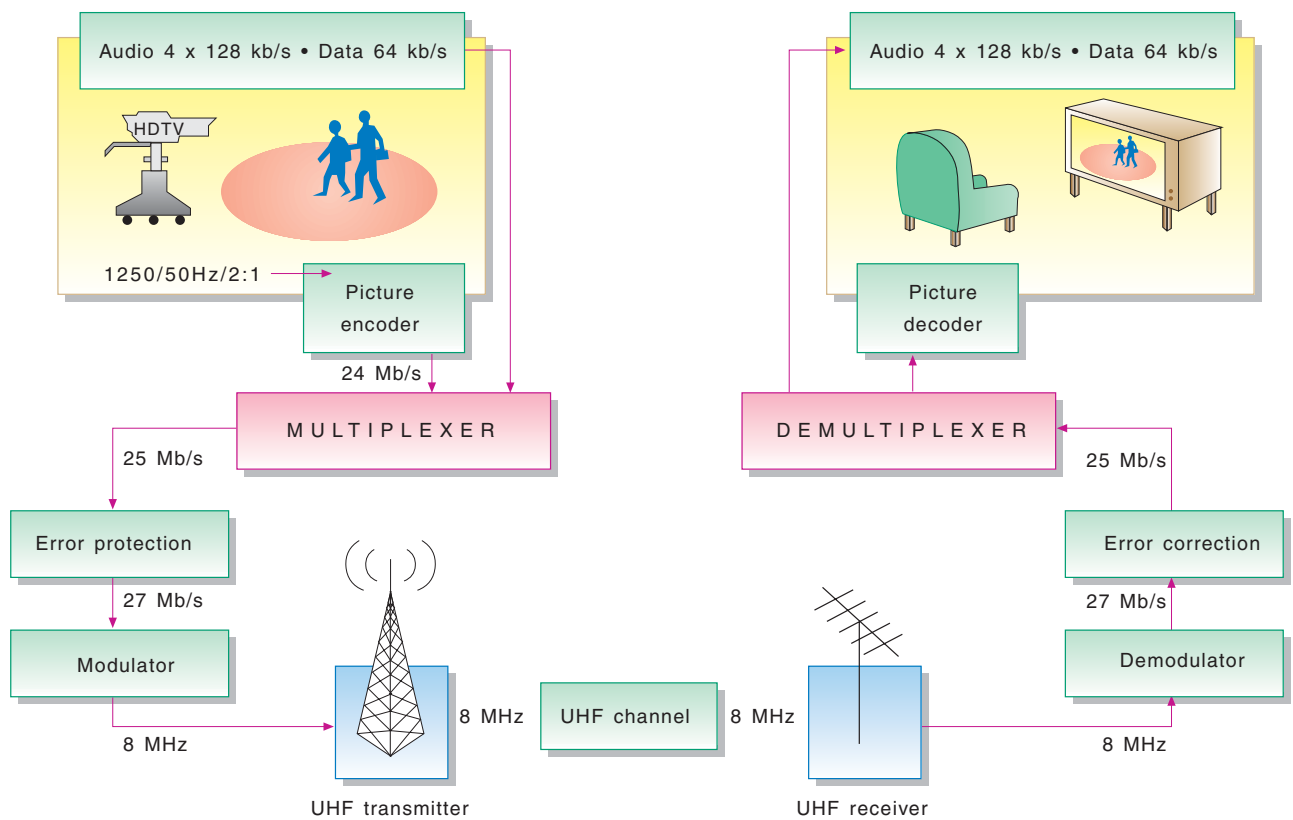 Audio 4 x 128 kb/s • Data 64 kb/s
HDTV
1250/50Hz/2:1
Picture
encoder
24 Mb/s
MULTIPLEXER
25 Mb/s
Error protection
27 Mb/s
Modulator
8 MHz
UHF transmitter
8 MHz
UHF channel
8 MHz
UHF receiver
8 MHz
Demodulator
27 Mb/s
Error correction
25 Mb/s
DEMULTIPLEXER
Picture
decoder
Audio 4 x 128 kb/s • Data 64 kb/s